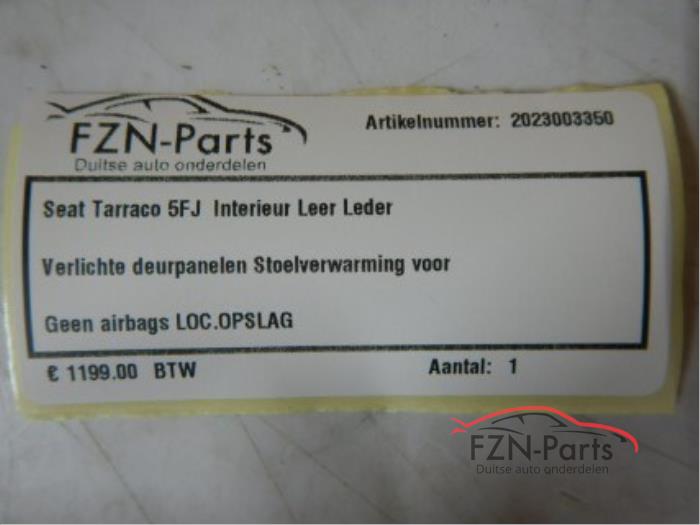 FZN-Parts
Duitse auto onderdelen
Artikelnummer: 2023003350
Seat Tarraco 5FJ Interieur Leer Leder
Verlichte deurpanelen Stoelverwarming voor
Geen airbags LOC.OPSLAG
€ 1199.00 BTW
Aantal: 1
FZN-Parts
Duitse auto onderdelen